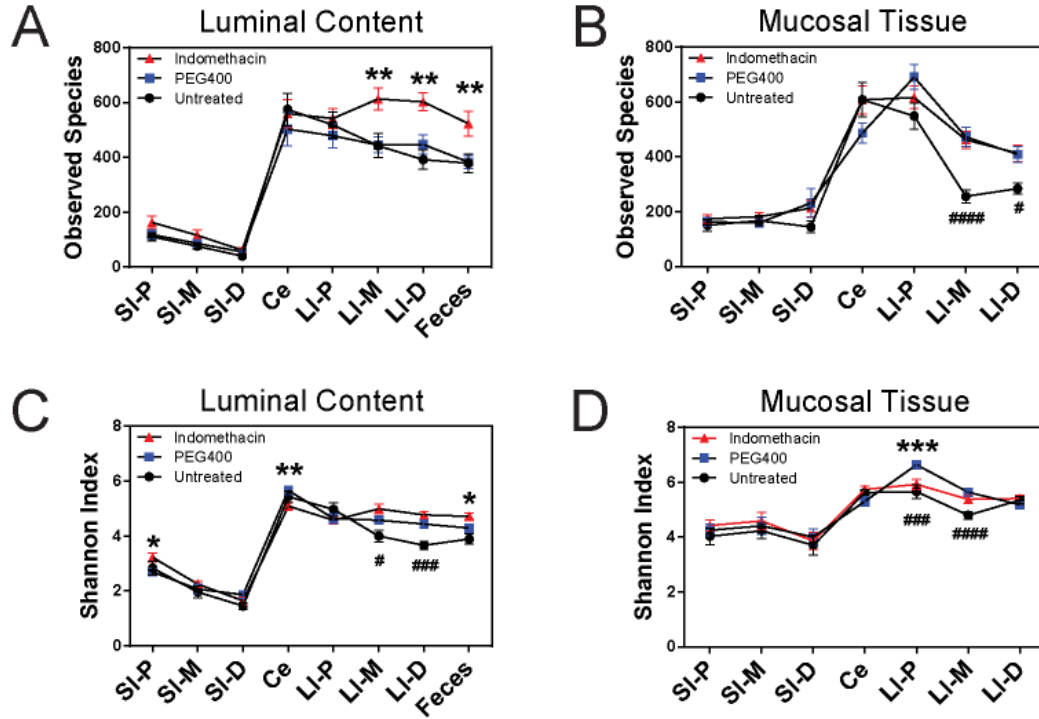 A
Luminal Content
Observed Species
800
600
400
200
0
Indomethacin
PEG400
Untreated
** ** **
SI-P SI-M SI-D Ce LI-P LI-M LI-D Feces
B
Mucosal Tissue
Observed Species
800
600
400
200
0
Indomethacin
PEG400
Untreated
#### #
SI-P SI-M SI-D Ce LI-P LI-M LI-D
C
Luminal Content
Shannon Index
8
6
4
2
0
Indomethacin
PEG400
Untreated
* ** *
# ###
SI-P SI-M SI-D Ce LI-P LI-M LI-D Feces
D
Mucosal Tissue
Shannon Index
8
6
4
2
0
Indomethacin
PEG400
Untreated
***
### ####
SI-P SI-M SI-D Ce LI-P LI-M LI-D